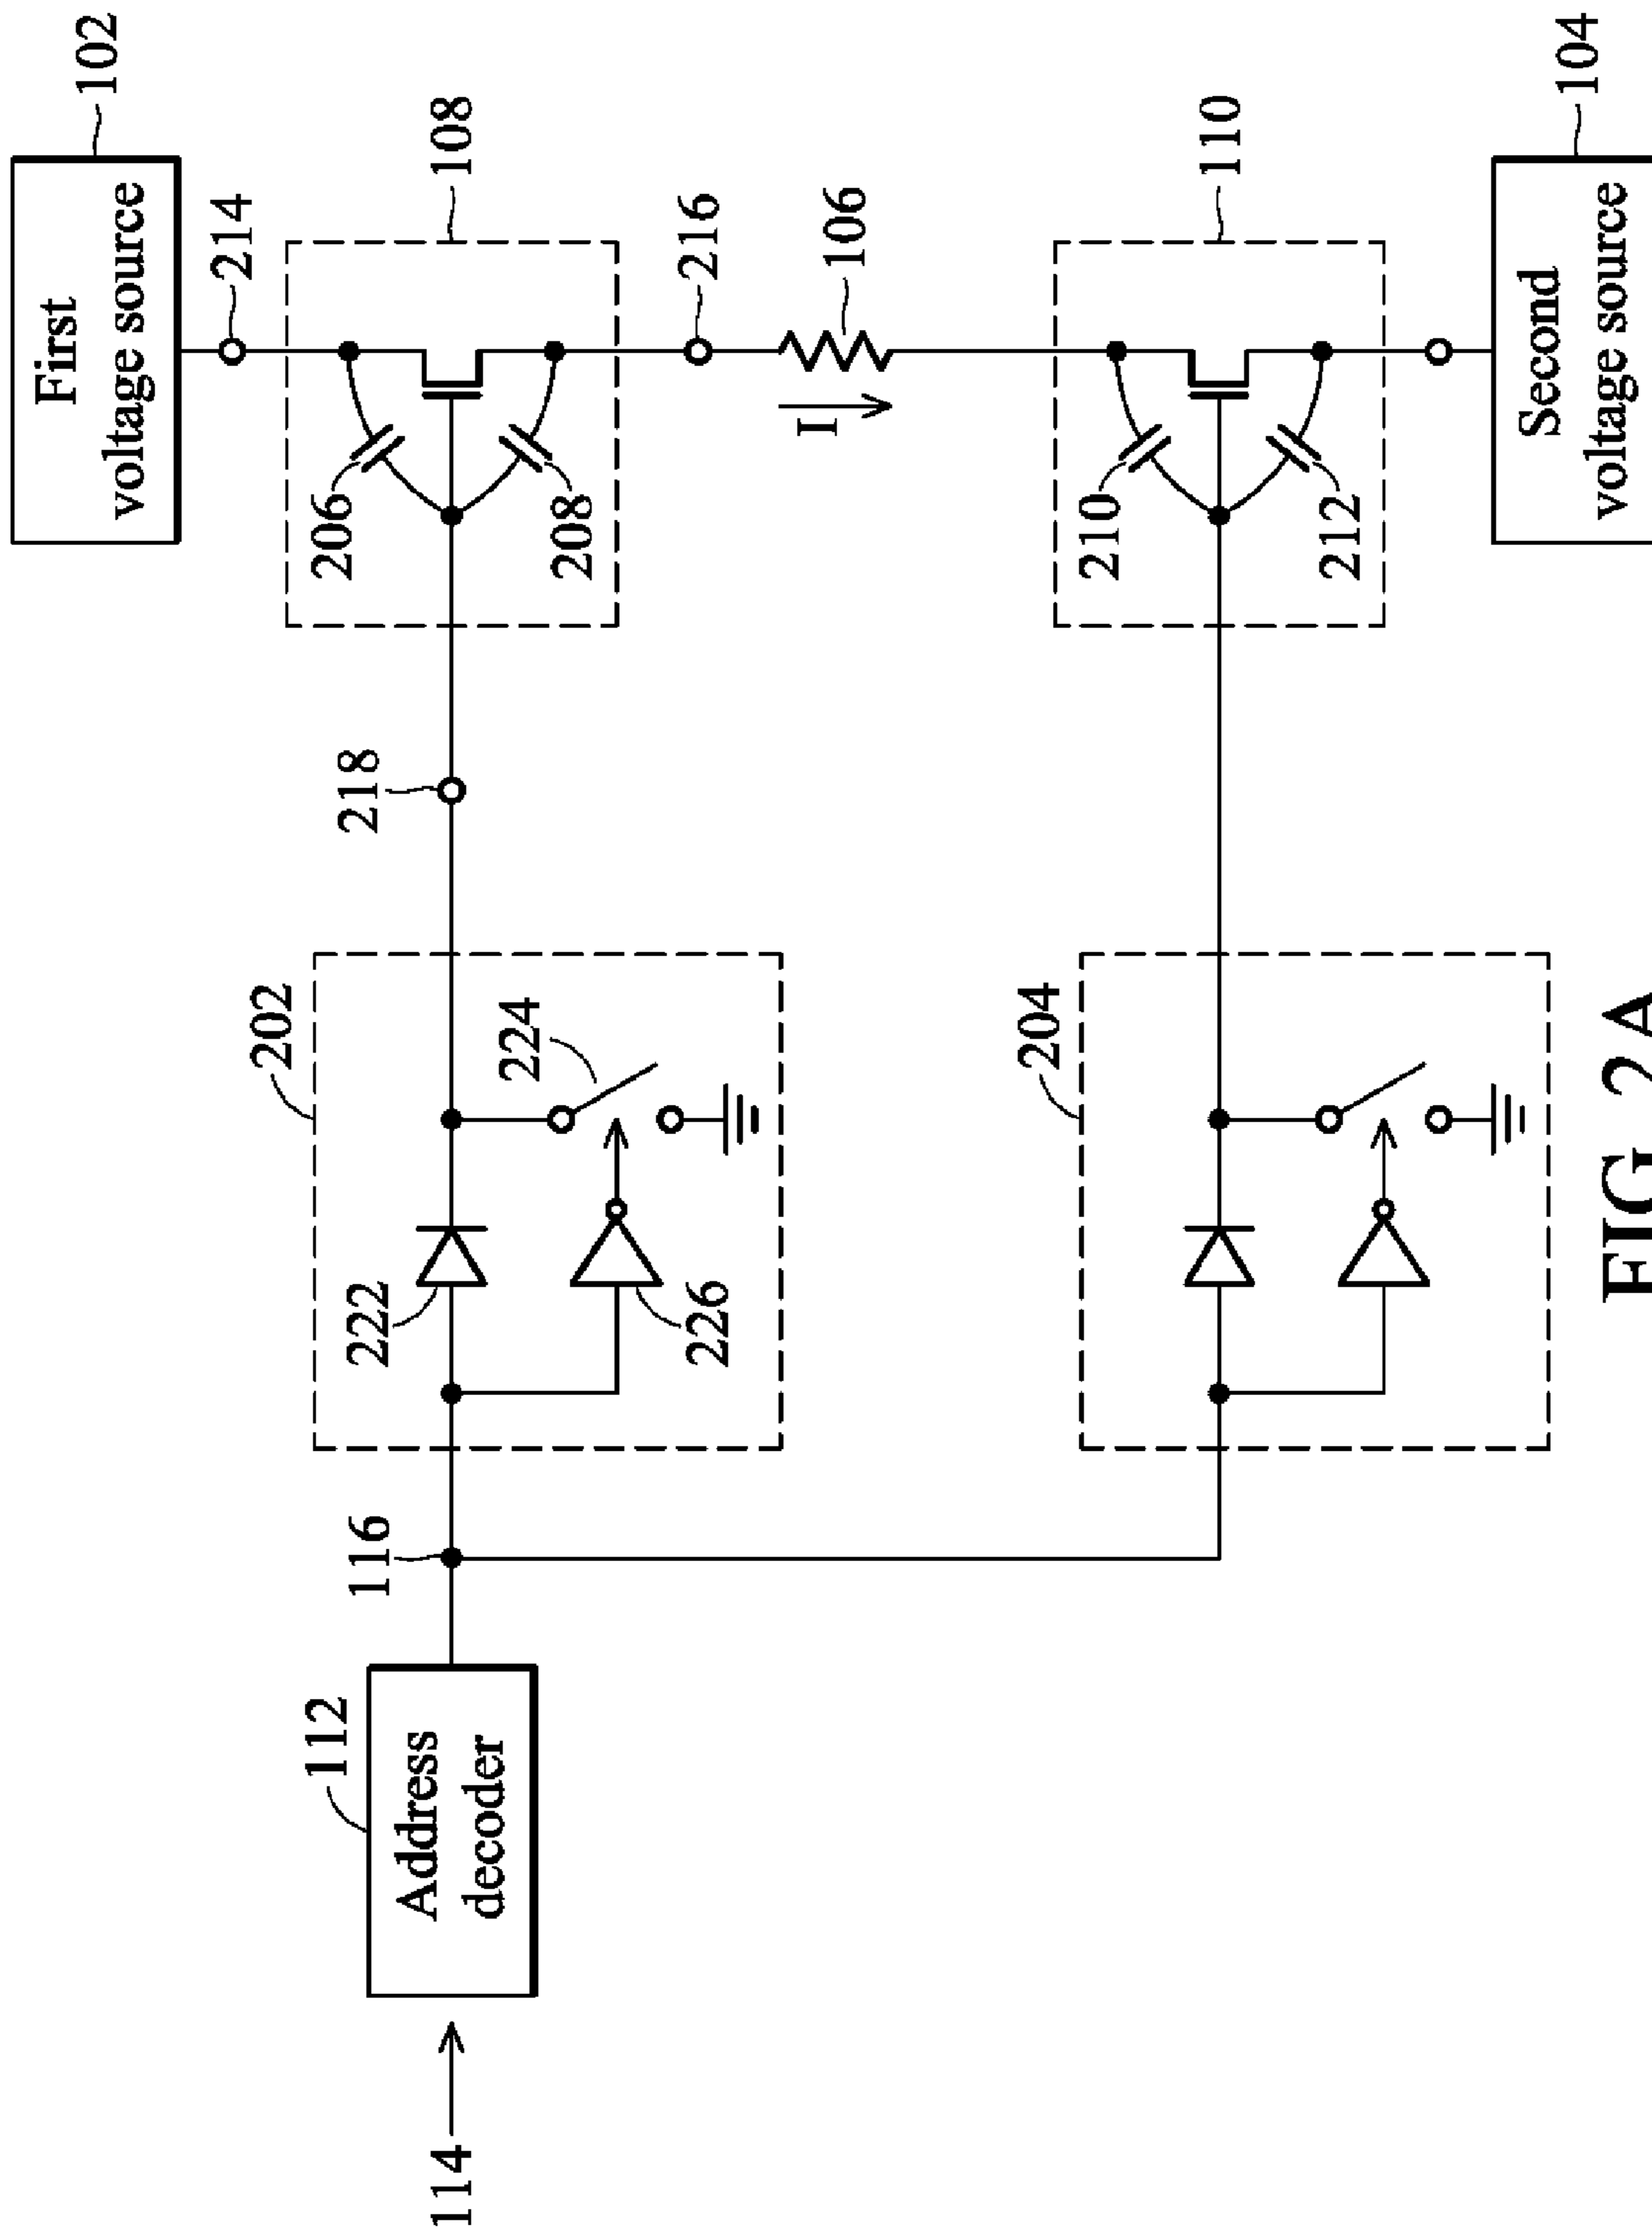 First
voltage source
102
214
108
206
208
216
106
I
218
202
222
224
226
116
112
Address
decoder
114
110
210
212
204
Second
voltage source
104
FIG. 2A